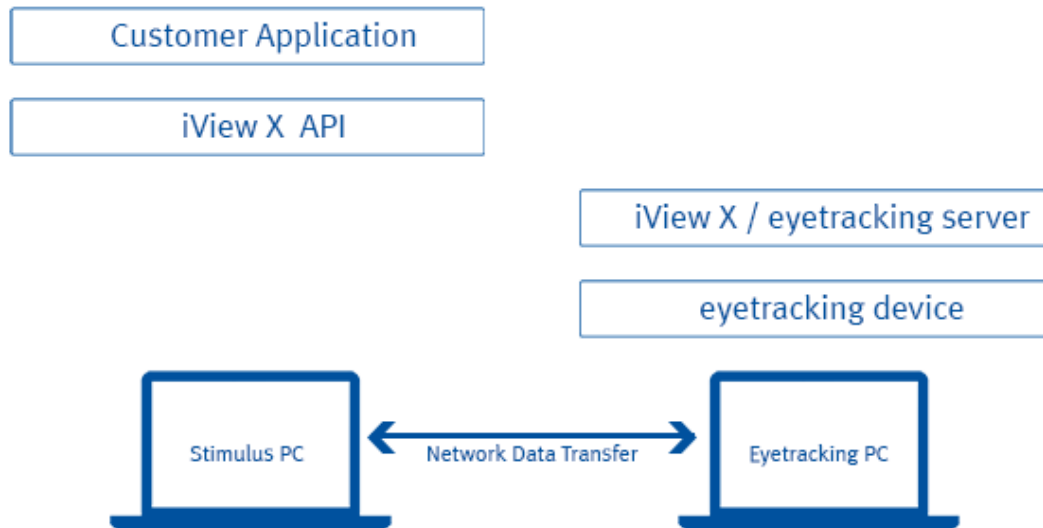 Customer Application
iView X API
iView X / eyetracking server
eyetracking device
Stimulus PC
Network Data Transfer
Eyetracking PC